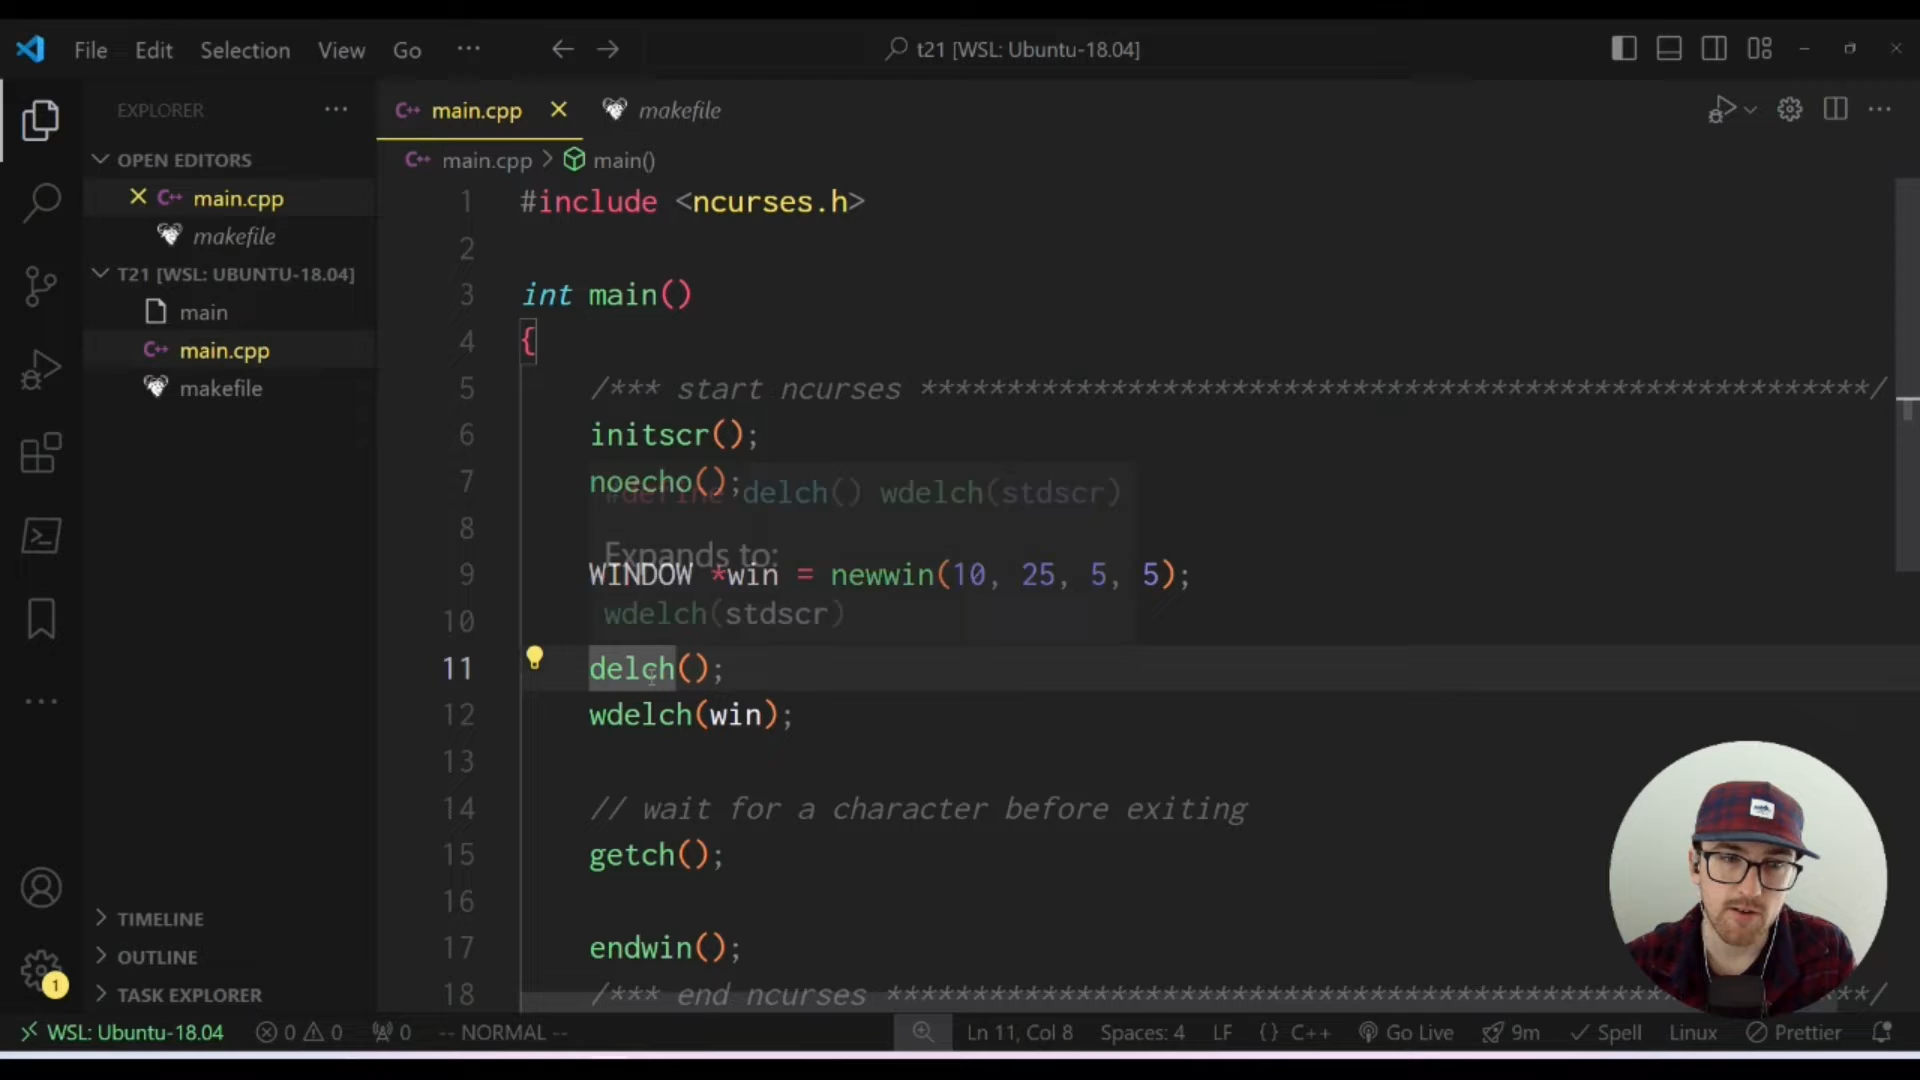 File Edit Selection View Go ··· t21 [WSL: Ubuntu-18.04]
EXPLORER ···
OPEN EDITORS
C++ main.cpp
makefile
T21 [WSL: UBUNTU-18.04]
main
C++ main.cpp
makefile
TIMELINE
OUTLINE
TASK EXPLORER
1
C++ main.cpp makefile
C++ main.cpp > main()
1 #include <ncurses.h>
2
3 int main()
4 {
5 /*** start ncurses *******************************************************/
6 initscr();
7 noecho();
#define delch() wdelch(stdscr)
8
Expands to:
9 WINDOW *win = newwin(10, 25, 5, 5);
wdelch(stdscr)
10
11 delch();
12 wdelch(win);
13
14 // wait for a character before exiting
15 getch();
16
17 endwin();
18 /*** end ncurses *********************************************************/
WSL: Ubuntu-18.04 0 0 0 -- NORMAL -- Ln 11, Col 8 Spaces: 4 LF {} C++ Go Live 9m Spell Linux Prettier